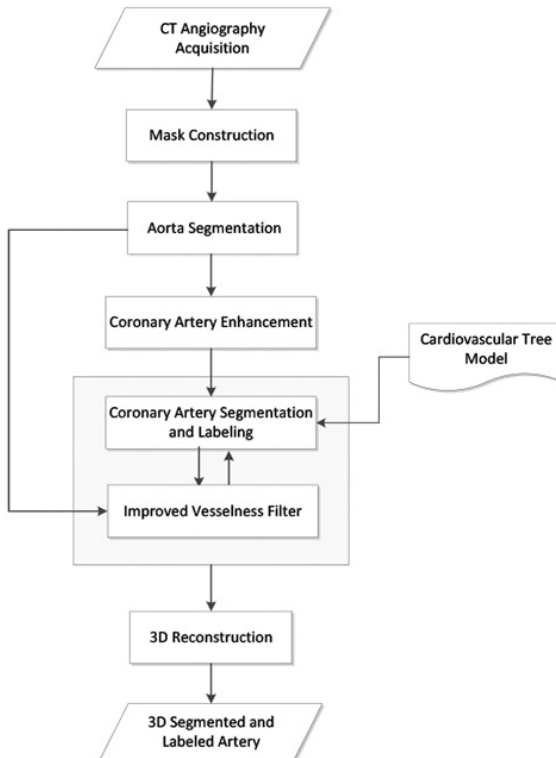 CT Angiography
Acquisition
Mask Construction
Aorta Segmentation
Coronary Artery Enhancement
Cardiovascular Tree
Model
Coronary Artery Segmentation
and Labeling
Improved Vesselness Filter
3D Reconstruction
3D Segmented and
Labeled Artery